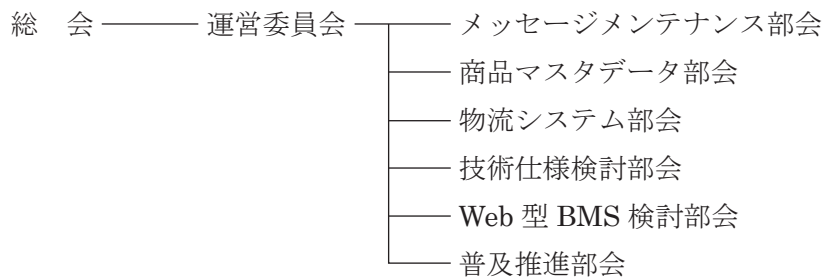 総　会　運営委員会　メッセージメンテナンス部会
商品マスタデータ部会
物流システム部会
技術仕様検討部会
Web 型 BMS 検討部会
普及推進部会